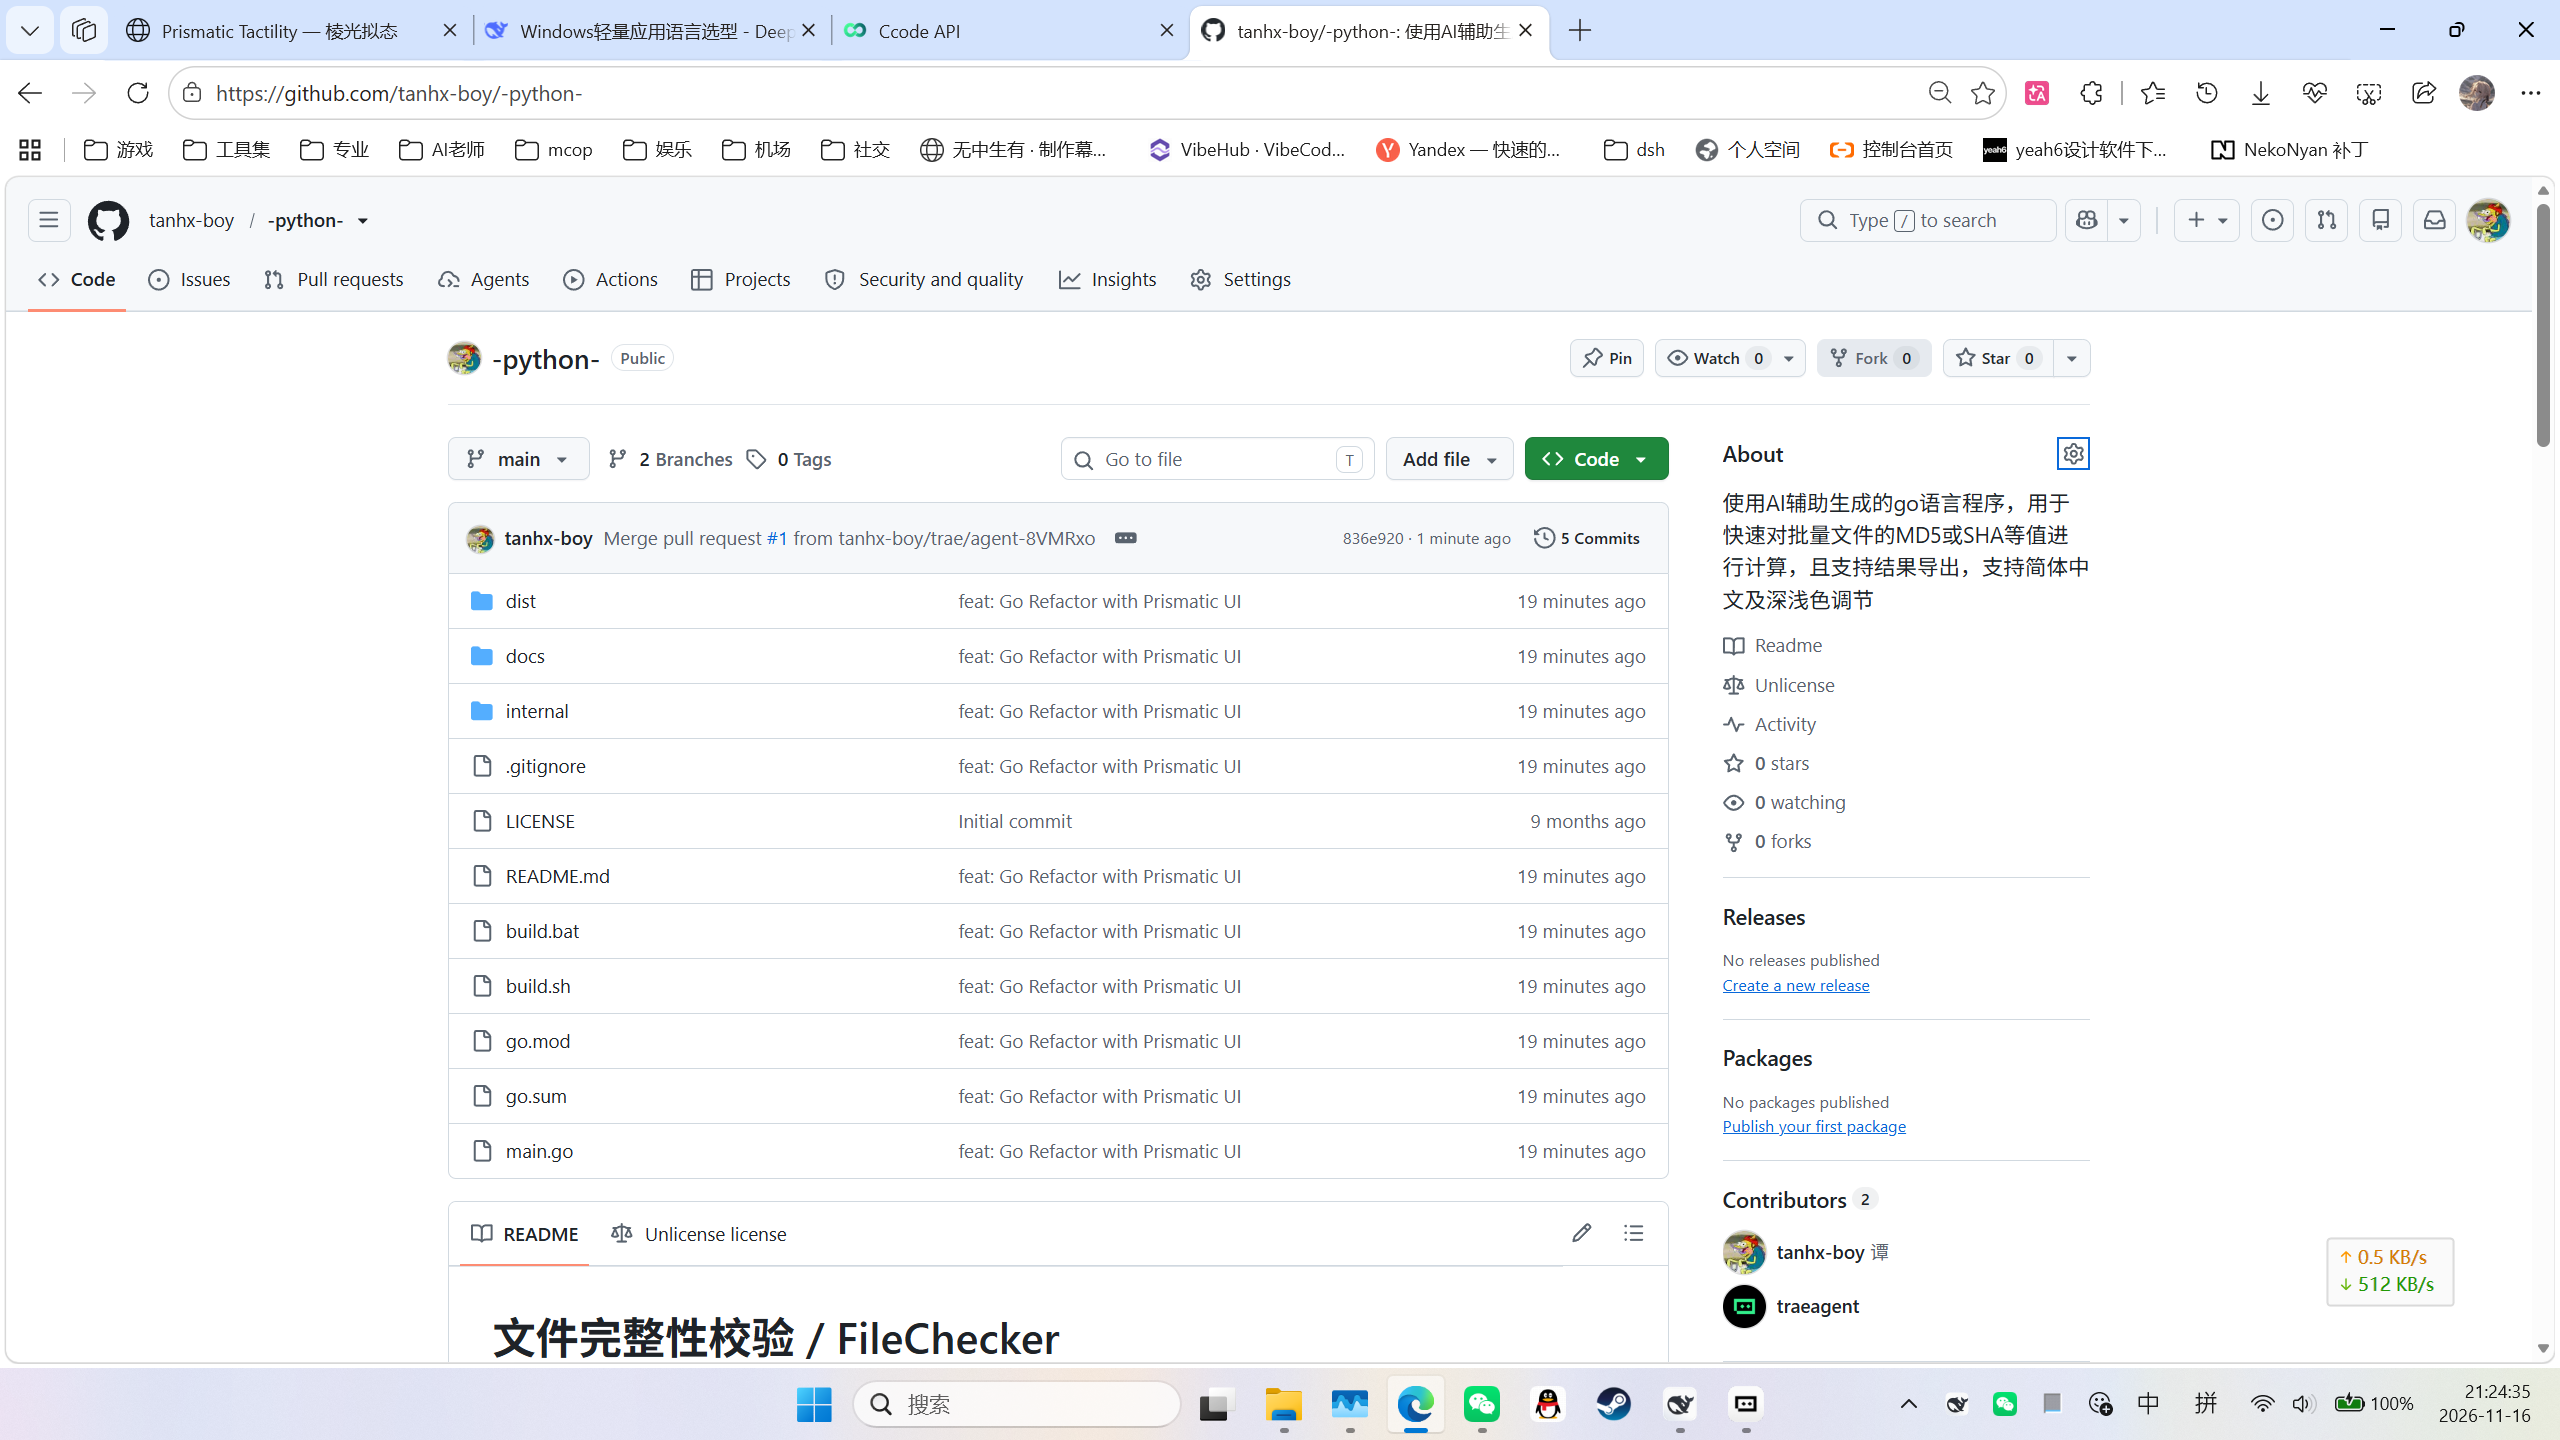 Prismatic Tactility — 棱光拟态
Windows轻量应用语言选型 - Deep
Ccode API
tanhx-boy/-python-: 使用AI辅助生
https://github.com/tanhx-boy/-python-
游戏
工具集
专业
AI老师
mcop
娱乐
机场
社交
无中生有 · 制作幕...
VibeHub · VibeCod...
Yandex — 快速的...
dsh
个人空间
控制台首页
yeah6设计软件下...
NekoNyan 补丁
tanhx-boy / -python-
Type / to search
Code
Issues
Pull requests
Agents
Actions
Projects
Security and quality
Insights
Settings
-python- Public
Pin
Watch 0
Fork 0
Star 0
main
2 Branches
0 Tags
Go to file T
Add file
Code
tanhx-boy Merge pull request #1 from tanhx-boy/trae/agent-8VMRxo
836e920 · 1 minute ago
5 Commits
dist feat: Go Refactor with Prismatic UI 19 minutes ago
docs feat: Go Refactor with Prismatic UI 19 minutes ago
internal feat: Go Refactor with Prismatic UI 19 minutes ago
.gitignore feat: Go Refactor with Prismatic UI 19 minutes ago
LICENSE Initial commit 9 months ago
README.md feat: Go Refactor with Prismatic UI 19 minutes ago
build.bat feat: Go Refactor with Prismatic UI 19 minutes ago
build.sh feat: Go Refactor with Prismatic UI 19 minutes ago
go.mod feat: Go Refactor with Prismatic UI 19 minutes ago
go.sum feat: Go Refactor with Prismatic UI 19 minutes ago
main.go feat: Go Refactor with Prismatic UI 19 minutes ago
README
Unlicense license
文件完整性校验 / FileChecker
About
使用AI辅助生成的go语言程序，用于
快速对批量文件的MD5或SHA等值进
行计算，且支持结果导出，支持简体中
文及深浅色调节
Readme
Unlicense
Activity
0 stars
0 watching
0 forks
Releases
No releases published
Create a new release
Packages
No packages published
Publish your first package
Contributors 2
tanhx-boy 谭
traeagent
↑ 0.5 KB/s
↓ 512 KB/s
搜索
中
拼
100%
21:24:35
2026-11-16